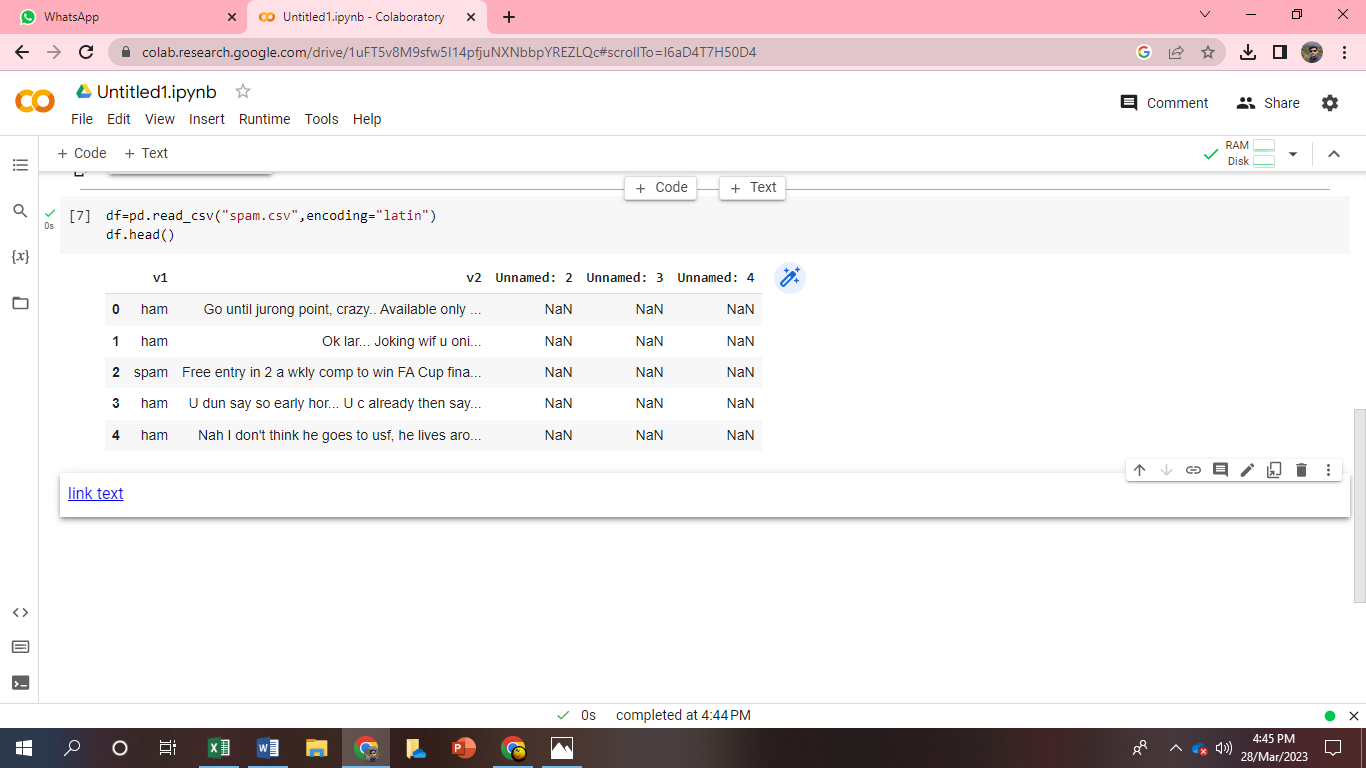 WhatsApp
Untitled1.ipynb - Colaboratory
colab.research.google.com/drive/1uFT5v8M9sfw5I14pfjuNXNbbpYREZLQc#scrollTo=I6aD4T7H50D4
Untitled1.ipynb
Comment Share
File Edit View Insert Runtime Tools Help
+ Code + Text
RAM
Disk
+ Code + Text
[7] df=pd.read_csv("spam.csv",encoding="latin")
0s
df.head()
v1 v2 Unnamed: 2 Unnamed: 3 Unnamed: 4
0 ham Go until jurong point, crazy.. Available only ... NaN NaN NaN
1 ham Ok lar... Joking wif u oni... NaN NaN NaN
2 spam Free entry in 2 a wkly comp to win FA Cup fina... NaN NaN NaN
3 ham U dun say so early hor... U c already then say... NaN NaN NaN
4 ham Nah I don't think he goes to usf, he lives aro... NaN NaN NaN
link text
{x}
0s completed at 4:44 PM
4:45 PM
28/Mar/2023